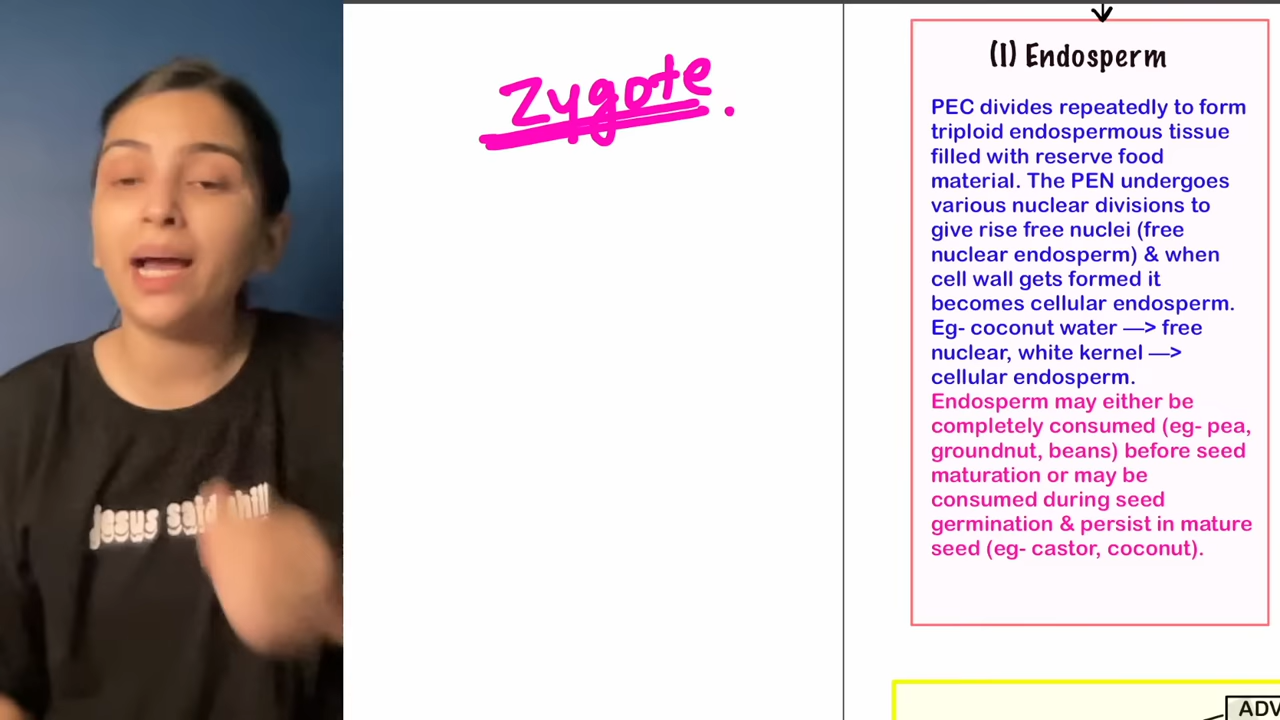 Jesus said chill
Zygote.
(I) Endosperm
PEC divides repeatedly to form
triploid endospermous tissue
filled with reserve food
material. The PEN undergoes
various nuclear divisions to
give rise free nuclei (free
nuclear endosperm) & when
cell wall gets formed it
becomes cellular endosperm.
Eg- coconut water —> free
nuclear, white kernel —>
cellular endosperm.
Endosperm may either be
completely consumed (eg- pea,
groundnut, beans) before seed
maturation or may be
consumed during seed
germination & persist in mature
seed (eg- castor, coconut).
ADV